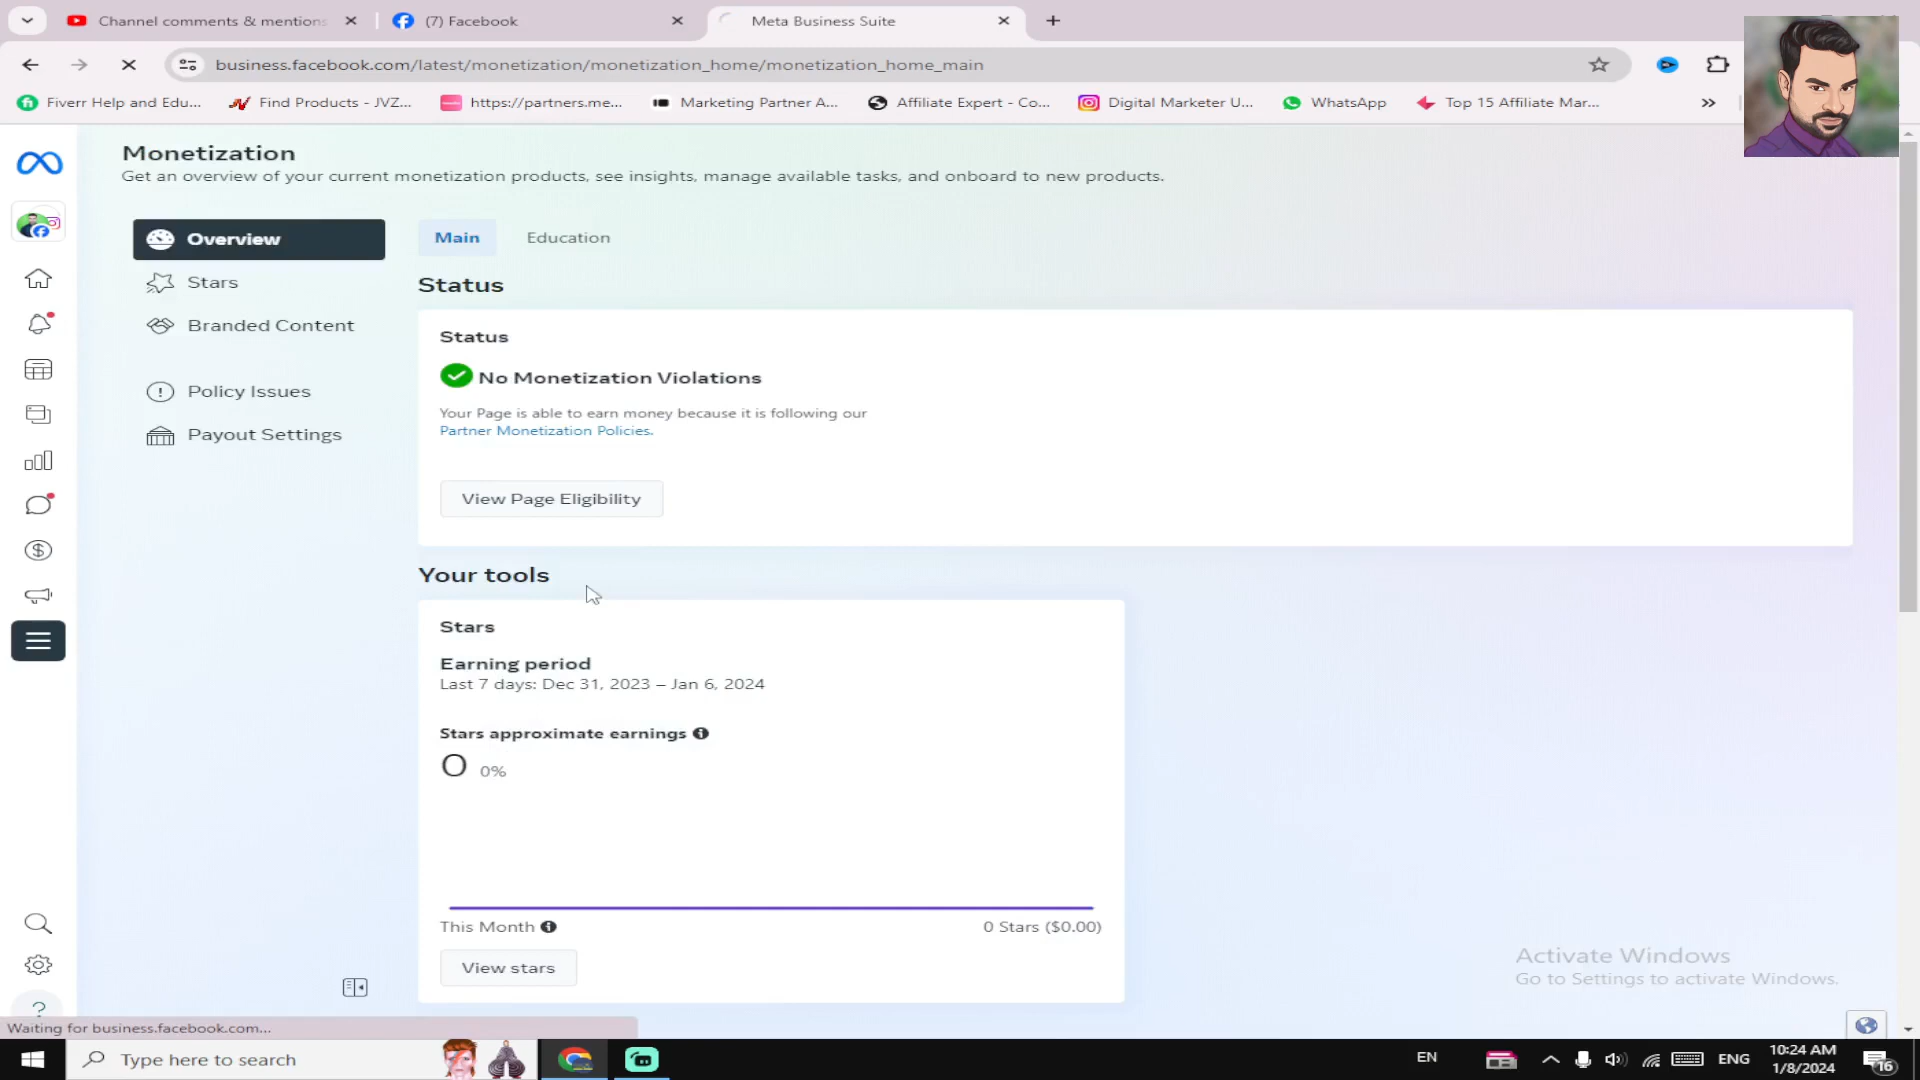 Channel comments & mentions
(7) Facebook
Meta Business Suite
business.facebook.com/latest/monetization/monetization_home/monetization_home_main
Fiverr Help and Edu...
Find Products - JVZ...
https://partners.me...
Marketing Partner A...
Affiliate Expert - Co...
Digital Marketer U...
WhatsApp
Top 15 Affiliate Mar...
»
Monetization
Get an overview of your current monetization products, see insights, manage available tasks, and onboard to new products.
Overview
Stars
Branded Content
Policy Issues
Payout Settings
Main
Education
Status
Status
No Monetization Violations
Your Page is able to earn money because it is following our
Partner Monetization Policies.
View Page Eligibility
Your tools
Stars
Earning period
Last 7 days: Dec 31, 2023 – Jan 6, 2024
Stars approximate earnings
0 0%
This Month
0 Stars ($0.00)
View stars
Activate Windows
Go to Settings to activate Windows.
Waiting for business.facebook.com...
Type here to search
EN
ENG
10:24 AM
1/8/2024
16